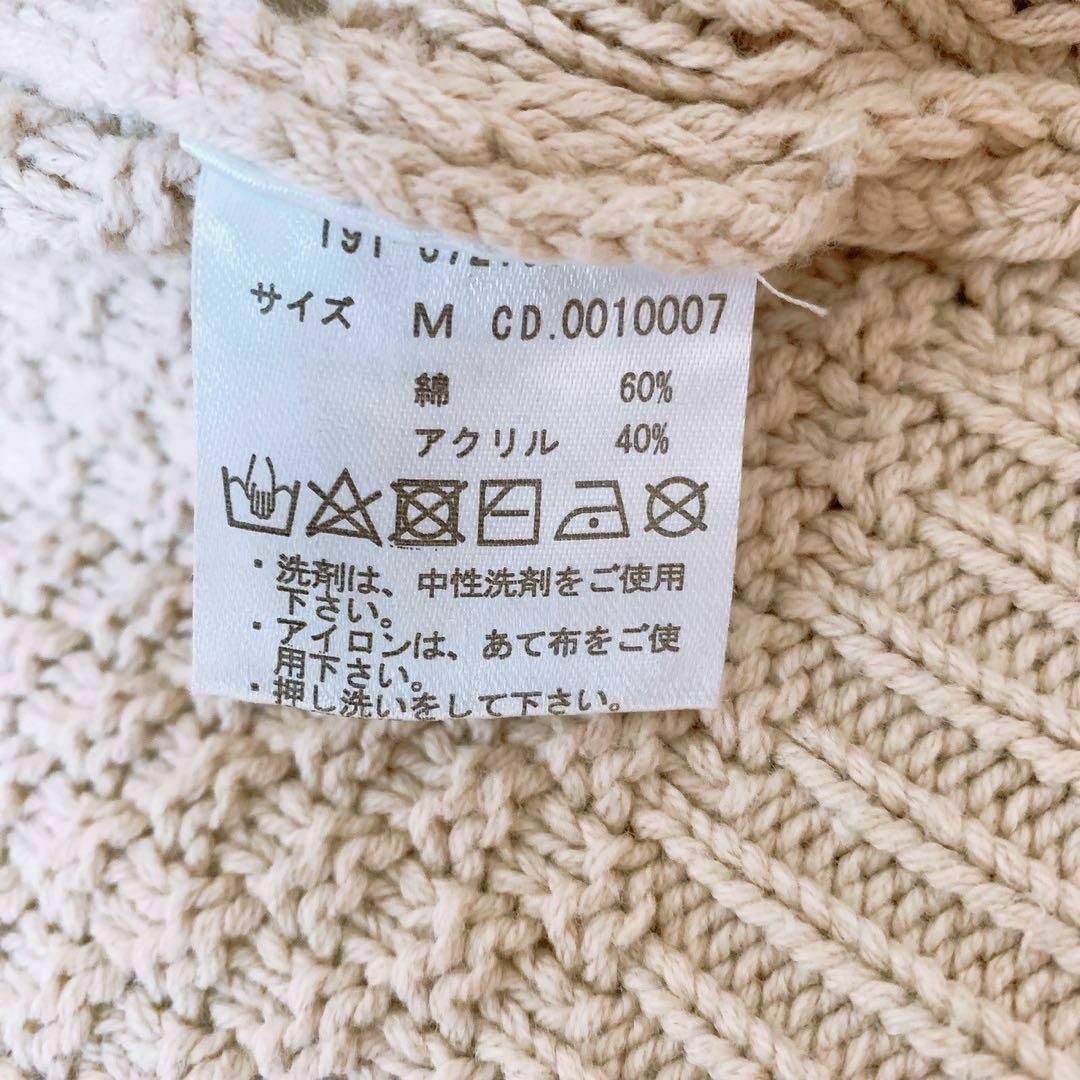 サイズ M CD.0010007
綿 60%
アクリル 40%
・洗剤は、中性洗剤をご使用
下さい。
・アイロンは、あて布をご使
用下さい。
・押し洗いをして下さい。